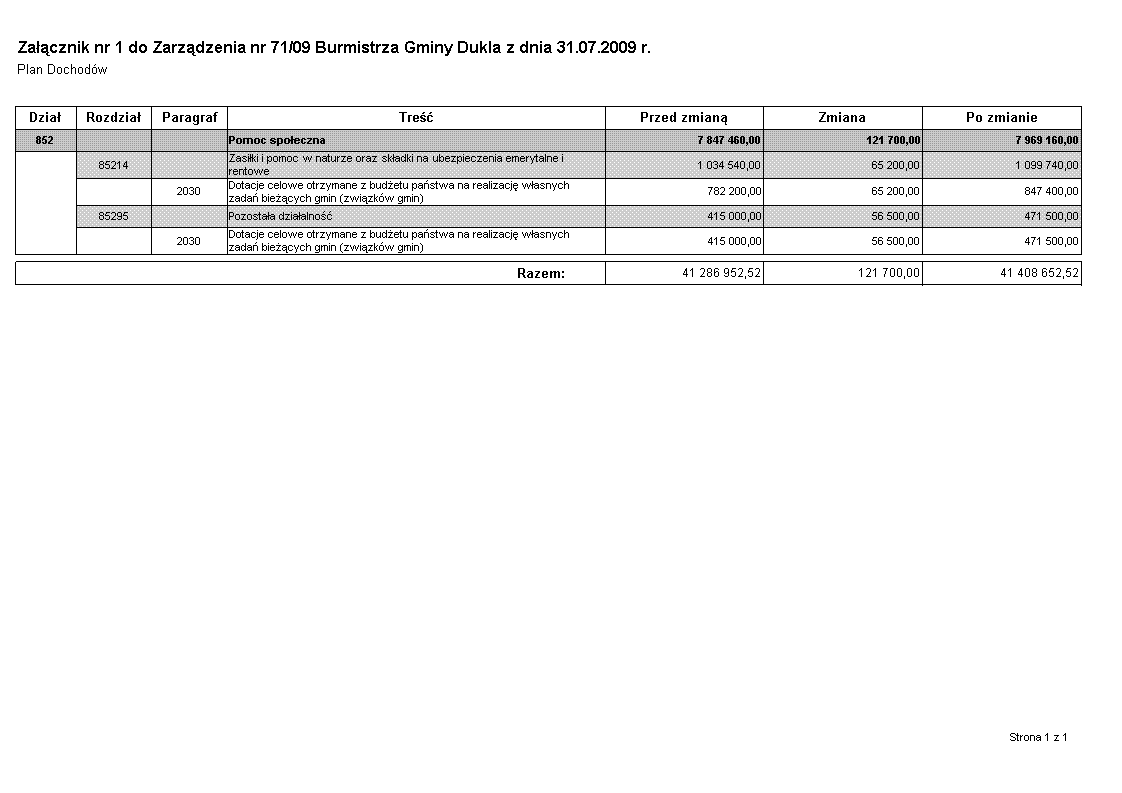 Załącznik nr 1 do Zarządzenia nr 71/09 Burmistrza Gminy Dukla z dnia 31.07.2009 r.
Plan Dochodów
Dział Rozdział Paragraf Treść Przed zmianą Zmiana Po zmianie
852 Pomoc społeczna 7 847 460,00 121 700,00 7 969 160,00
85214 Zasiłki i pomoc w naturze oraz składki na ubezpieczenia emerytalne i
rentowe 1 034 540,00 65 200,00 1 099 740,00
2030 Dotacje celowe otrzymane z budżetu państwa na realizację własnych
zadań bieżących gmin (związków gmin) 782 200,00 65 200,00 847 400,00
85295 Pozostała działalność 415 000,00 56 500,00 471 500,00
2030 Dotacje celowe otrzymane z budżetu państwa na realizację własnych
zadań bieżących gmin (związków gmin) 415 000,00 56 500,00 471 500,00
Razem: 41 286 952,52 121 700,00 41 408 652,52
Strona 1 z 1